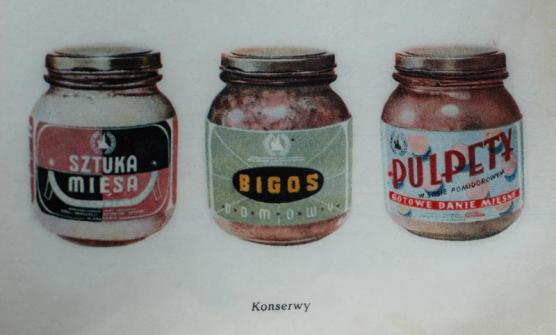 SZTUKA
MIĘSA
BIGOS
DOMOWY
PULPETY
W SOSIE POMIDOROWYM
GOTOWE DANIE MIĘSNE
Konserwy